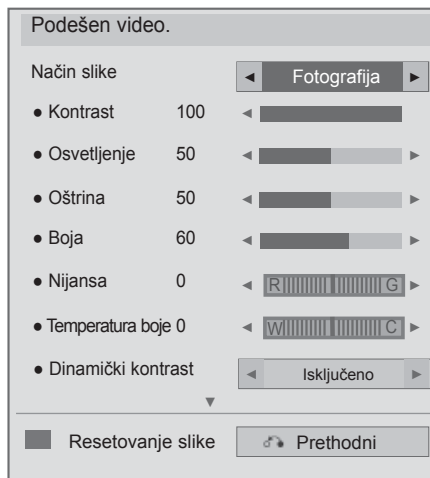 Podešen video.
Način slike ◄ Fotografija ►
● Kontrast 100 ◄
● Osvetljenje 50 ◄ ►
● Oštrina 50 ◄ ►
● Boja 60 ◄ ►
● Nijansa 0 ◄ R G ►
● Temperatura boje 0 ◄ W C ►
● Dinamički kontrast ◄ Isključeno ►
▼
Resetovanje slike Prethodni